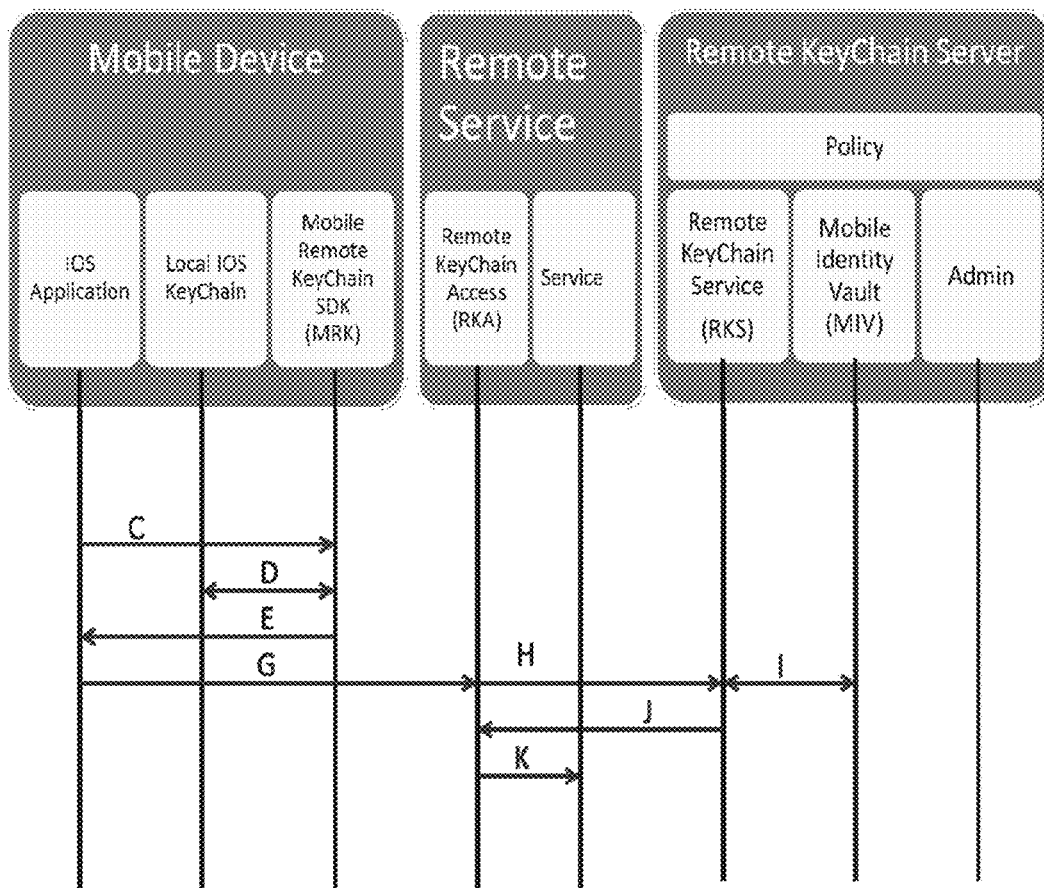 Mobile Device
Remote
Service
Remote KeyChain Server
Policy
IOS
Application
Local IOS
KeyChain
Mobile
Remote
KeyChain
SDK
(MRK)
Remote
KeyChain
Access
(RKA)
Service
Remote
KeyChain
Service
(RKS)
Mobile
Identity
Vault
(MIV)
Admin
C
D
E
G
H
I
J
K